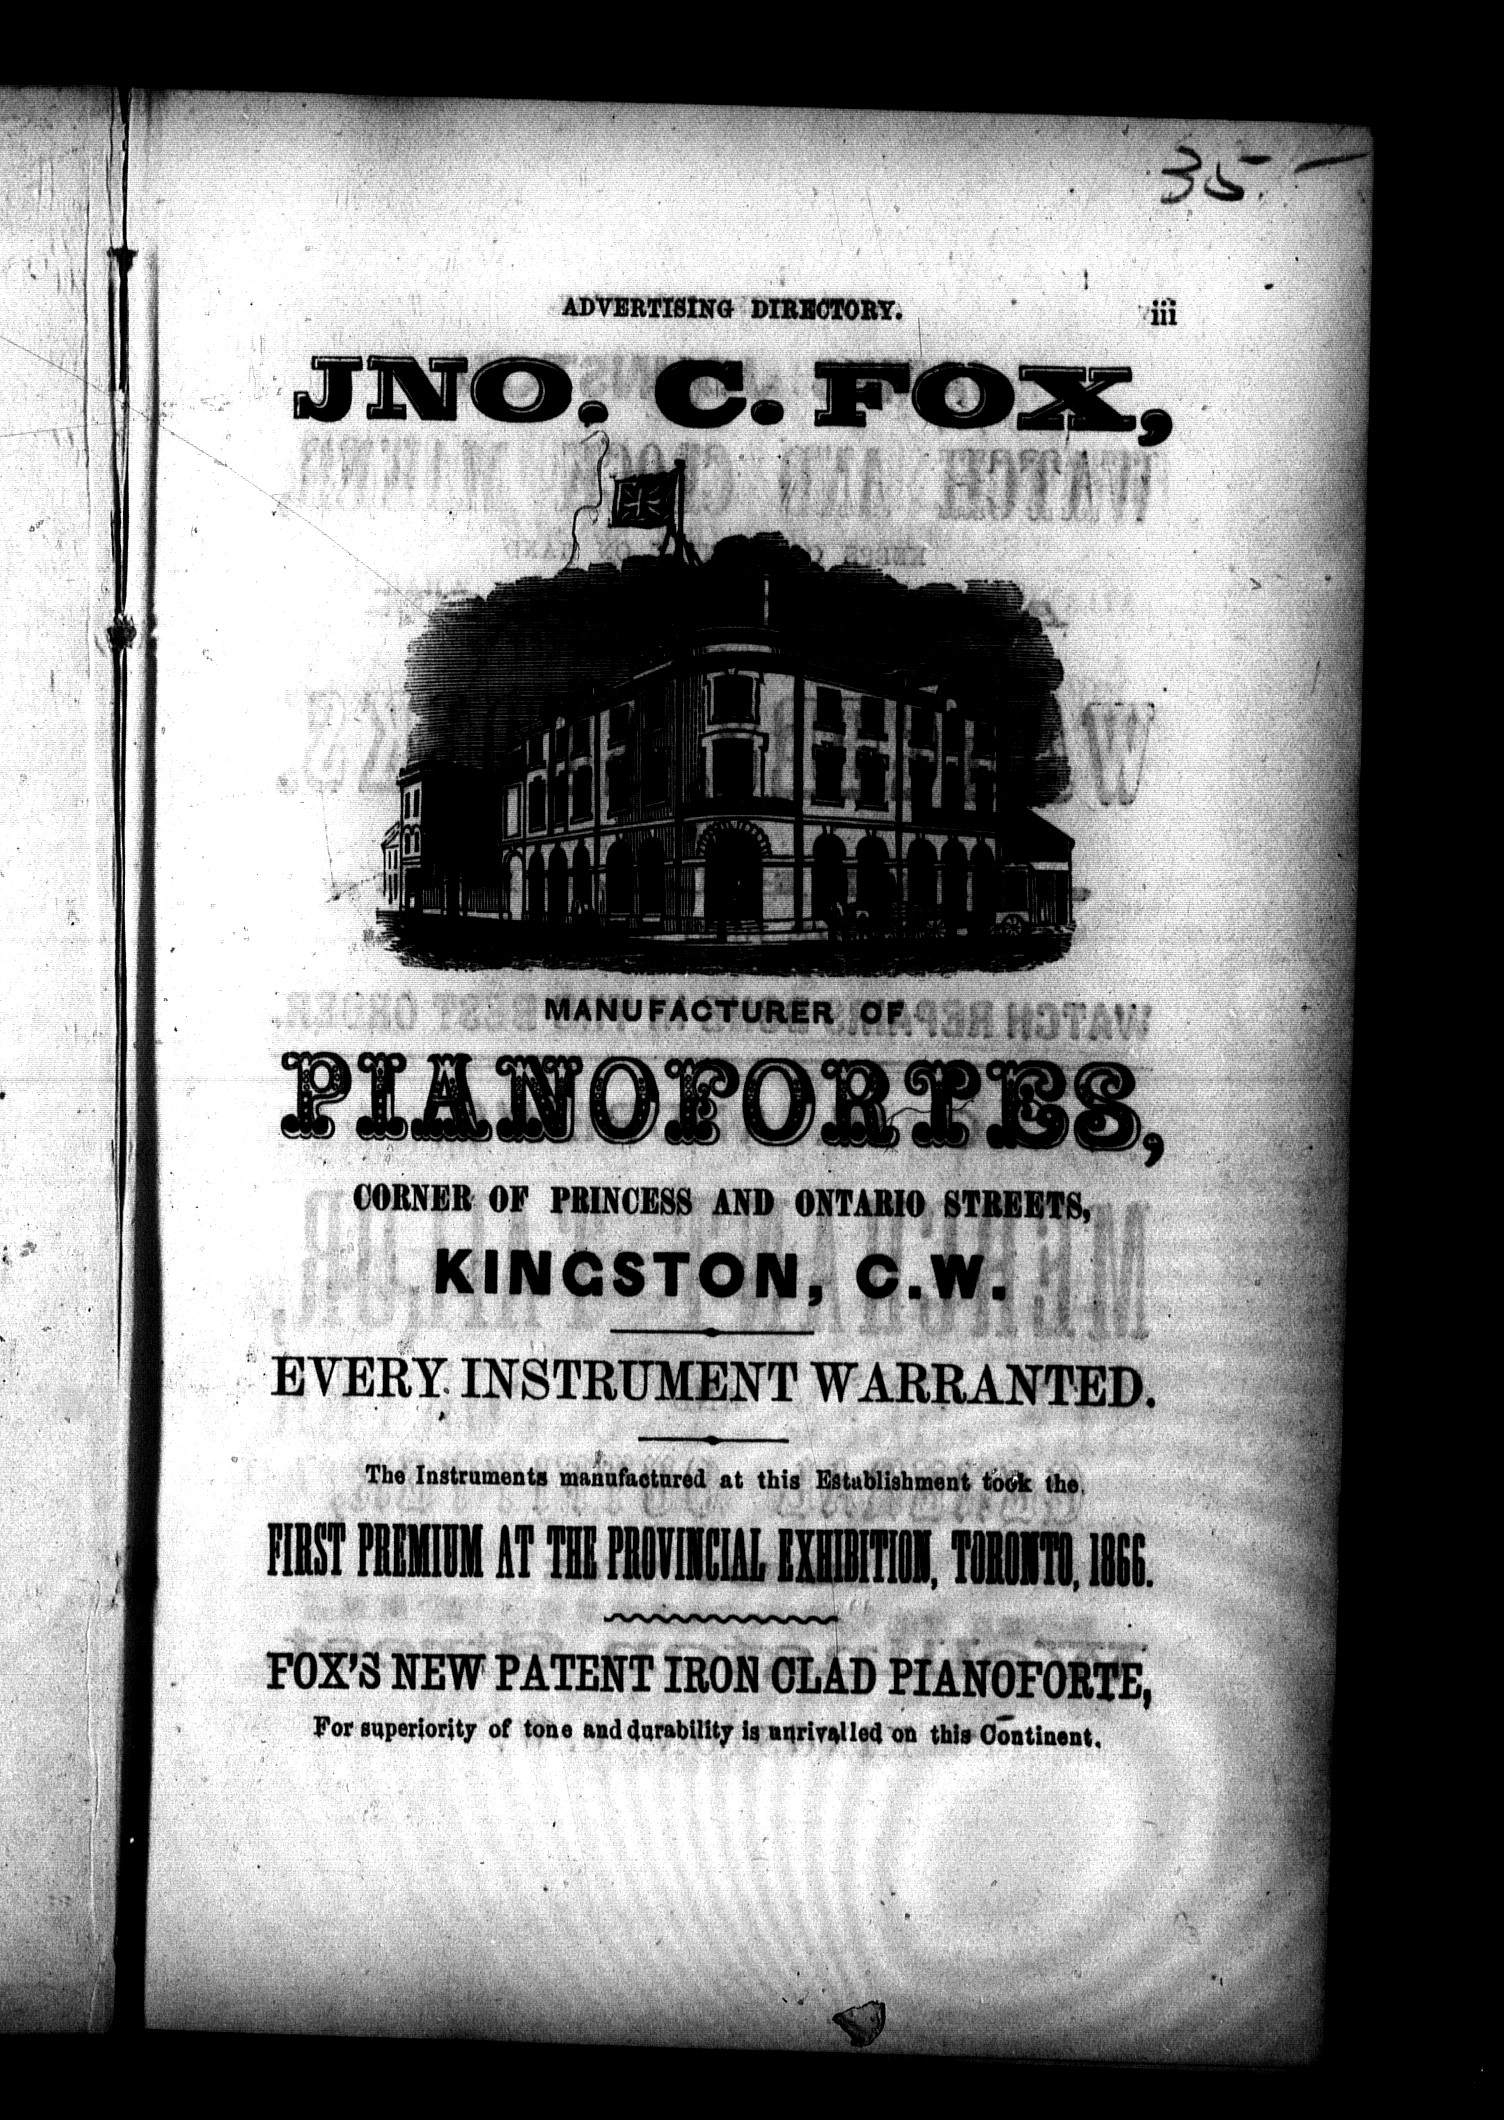 35.—
ADVERTISING DIRECTORY. iii
JNO. C. FOX,
MANUFACTURER OF
PIANOFORTES,
CORNER OF PRINCESS AND ONTARIO STREETS,
KINGSTON, C.W.
EVERY INSTRUMENT WARRANTED.
The Instruments manufactured at this Establishment took the
FIRST PREMIUM AT THE PROVINCIAL EXHIBITION, TORONTO, 1866.
FOX'S NEW PATENT IRON CLAD PIANOFORTE,
For superiority of tone and durability is unrivalled on this Continent.